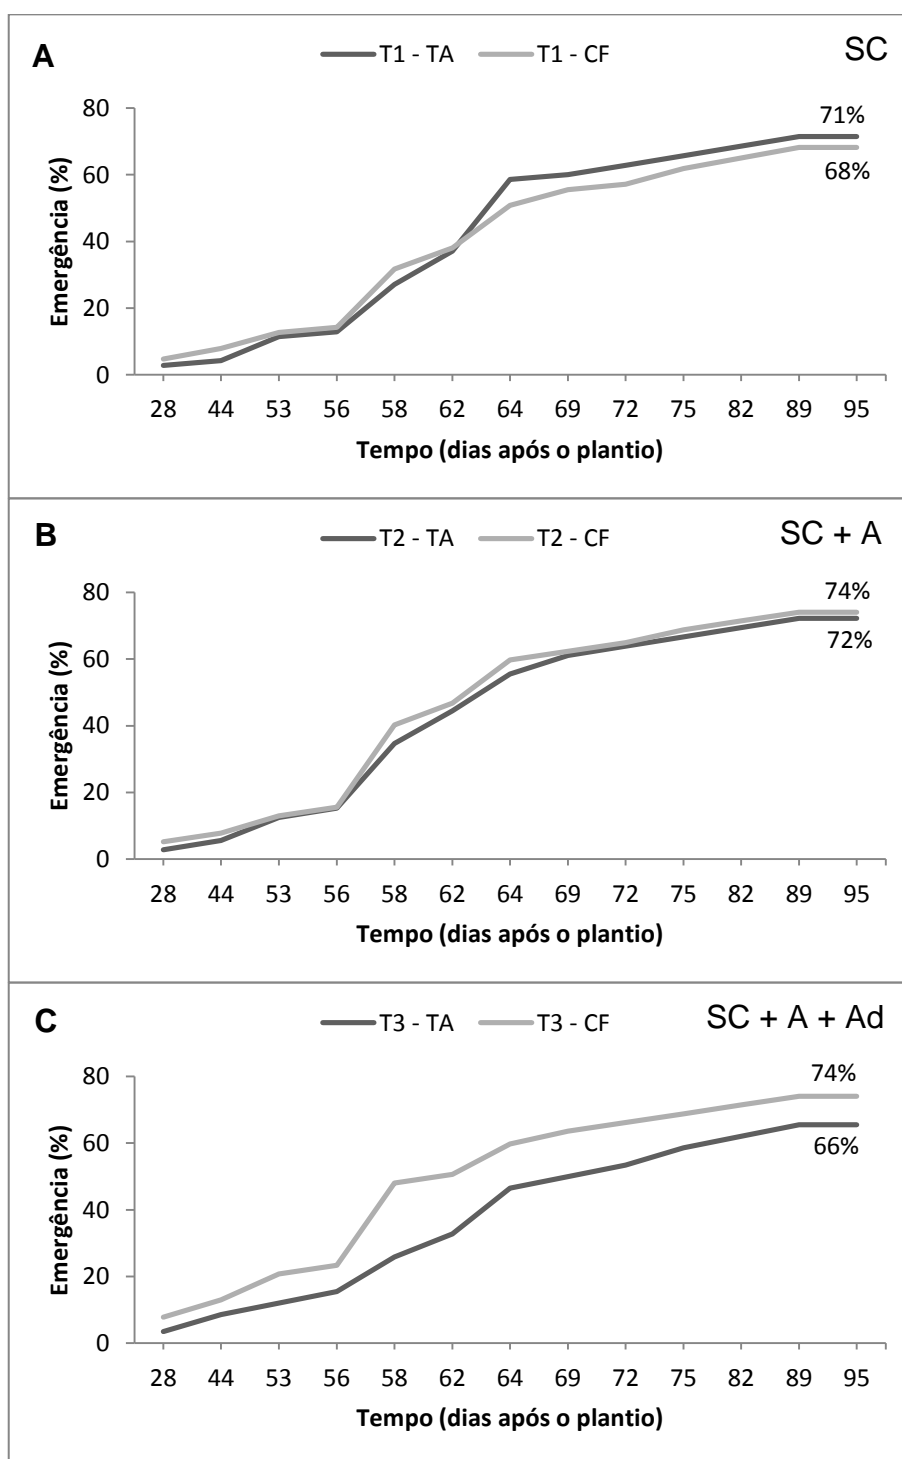 A
T1 - TA T1 - CF
SC
80
71%
60
68%
40
20
0
Emergência (%)
28 44 53 56 58 62 64 69 72 75 82 89 95
Tempo (dias após o plantio)
B
T2 - TA T2 - CF
SC + A
80
74%
60
72%
40
20
0
Emergência (%)
28 44 53 56 58 62 64 69 72 75 82 89 95
Tempo (dias após o plantio)
C
T3 - TA T3 - CF
SC + A + Ad
80
74%
60
66%
40
20
0
Emergência (%)
28 44 53 56 58 62 64 69 72 75 82 89 95
Tempo (dias após o plantio)